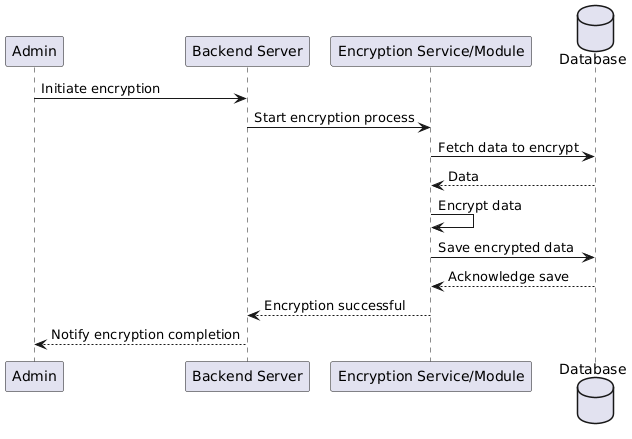 Admin
Backend Server
Encryption Service/Module
Database
Initiate encryption
Start encryption process
Fetch data to encrypt
Data
Encrypt data
Save encrypted data
Acknowledge save
Encryption successful
Notify encryption completion
Admin
Backend Server
Encryption Service/Module
Database